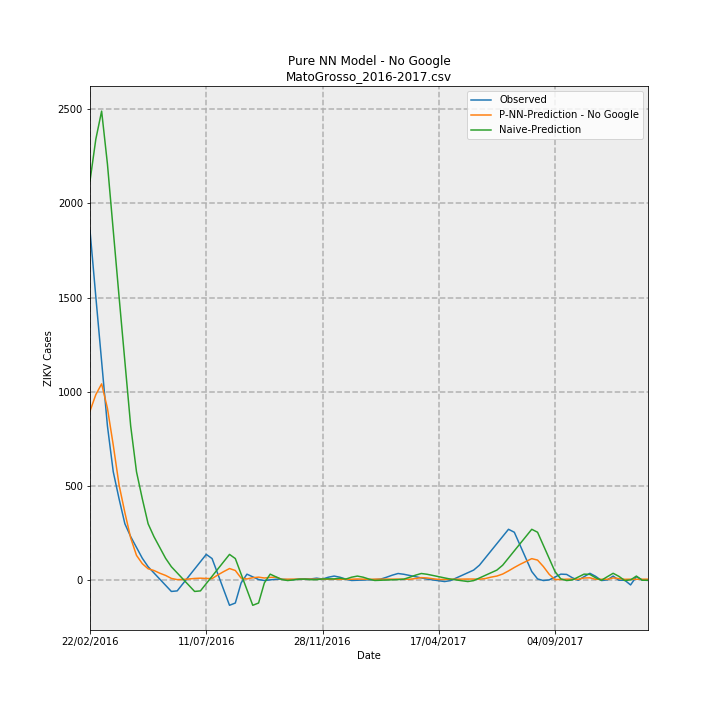 Pure NN Model - No Google
MatoGrosso_2016-2017.csv
Observed
P-NN-Prediction - No Google
Naive-Prediction
2500
2000
1500
1000
500
0
ZIKV Cases
22/02/2016
11/07/2016
28/11/2016
17/04/2017
04/09/2017
Date